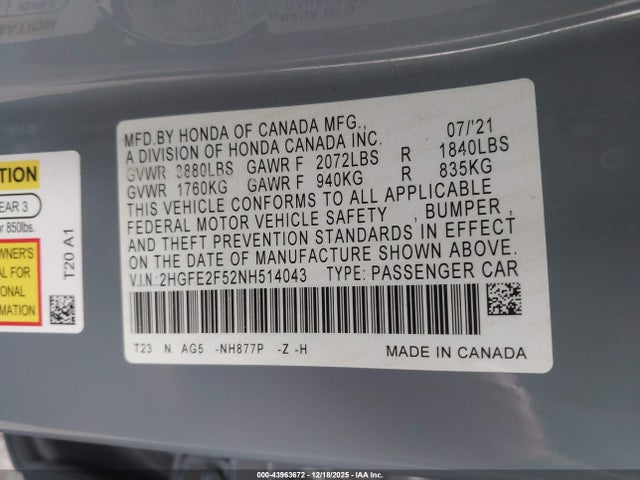 MFD.BY HONDA OF CANADA MFG., 07/'21
A DIVISION OF HONDA CANADA INC.
GVWR 3880LBS GAWR F 2072LBS R 1840LBS
GVWR 1760KG GAWR F 940KG R 835KG
THIS VEHICLE CONFORMS TO ALL APPLICABLE
FEDERAL MOTOR VEHICLE SAFETY , BUMPER ,
AND THEFT PREVENTION STANDARDS IN EFFECT
ON THE DATE OF MANUFACTURE SHOWN ABOVE.
V.I.N.:2HGFE2F52NH514043 TYPE: PASSENGER CAR
T23 N AG5 -NH877P -Z -H
MADE IN CANADA
TION
EAR 3
r 850lbs.
WNER'S
AL FOR
ONAL
MATION
T20 A1
000-43963672 - 12/18/2025 - IAA Inc.